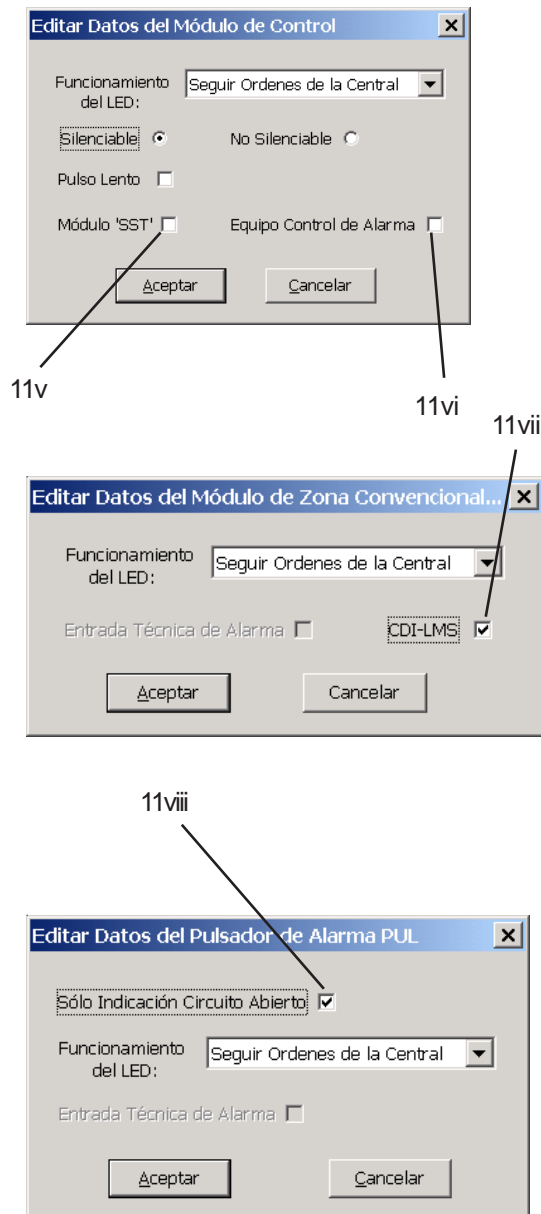 Editar Datos del Módulo de Control
Funcionamiento del LED:
Seguir Ordenes de la Central
Silenciable
No Silenciable
Pulso Lento
Módulo 'SST'
Equipo Control de Alarma
Aceptar
Cancelar
11v
11vi
11vii
Editar Datos del Módulo de Zona Convencional...
Funcionamiento del LED:
Seguir Ordenes de la Central
Entrada Técnica de Alarma
CDI-LMS
Aceptar
Cancelar
11viii
Editar Datos del Pulsador de Alarma PUL
Sólo Indicación Circuito Abierto
Funcionamiento del LED:
Seguir Ordenes de la Central
Entrada Técnica de Alarma
Aceptar
Cancelar